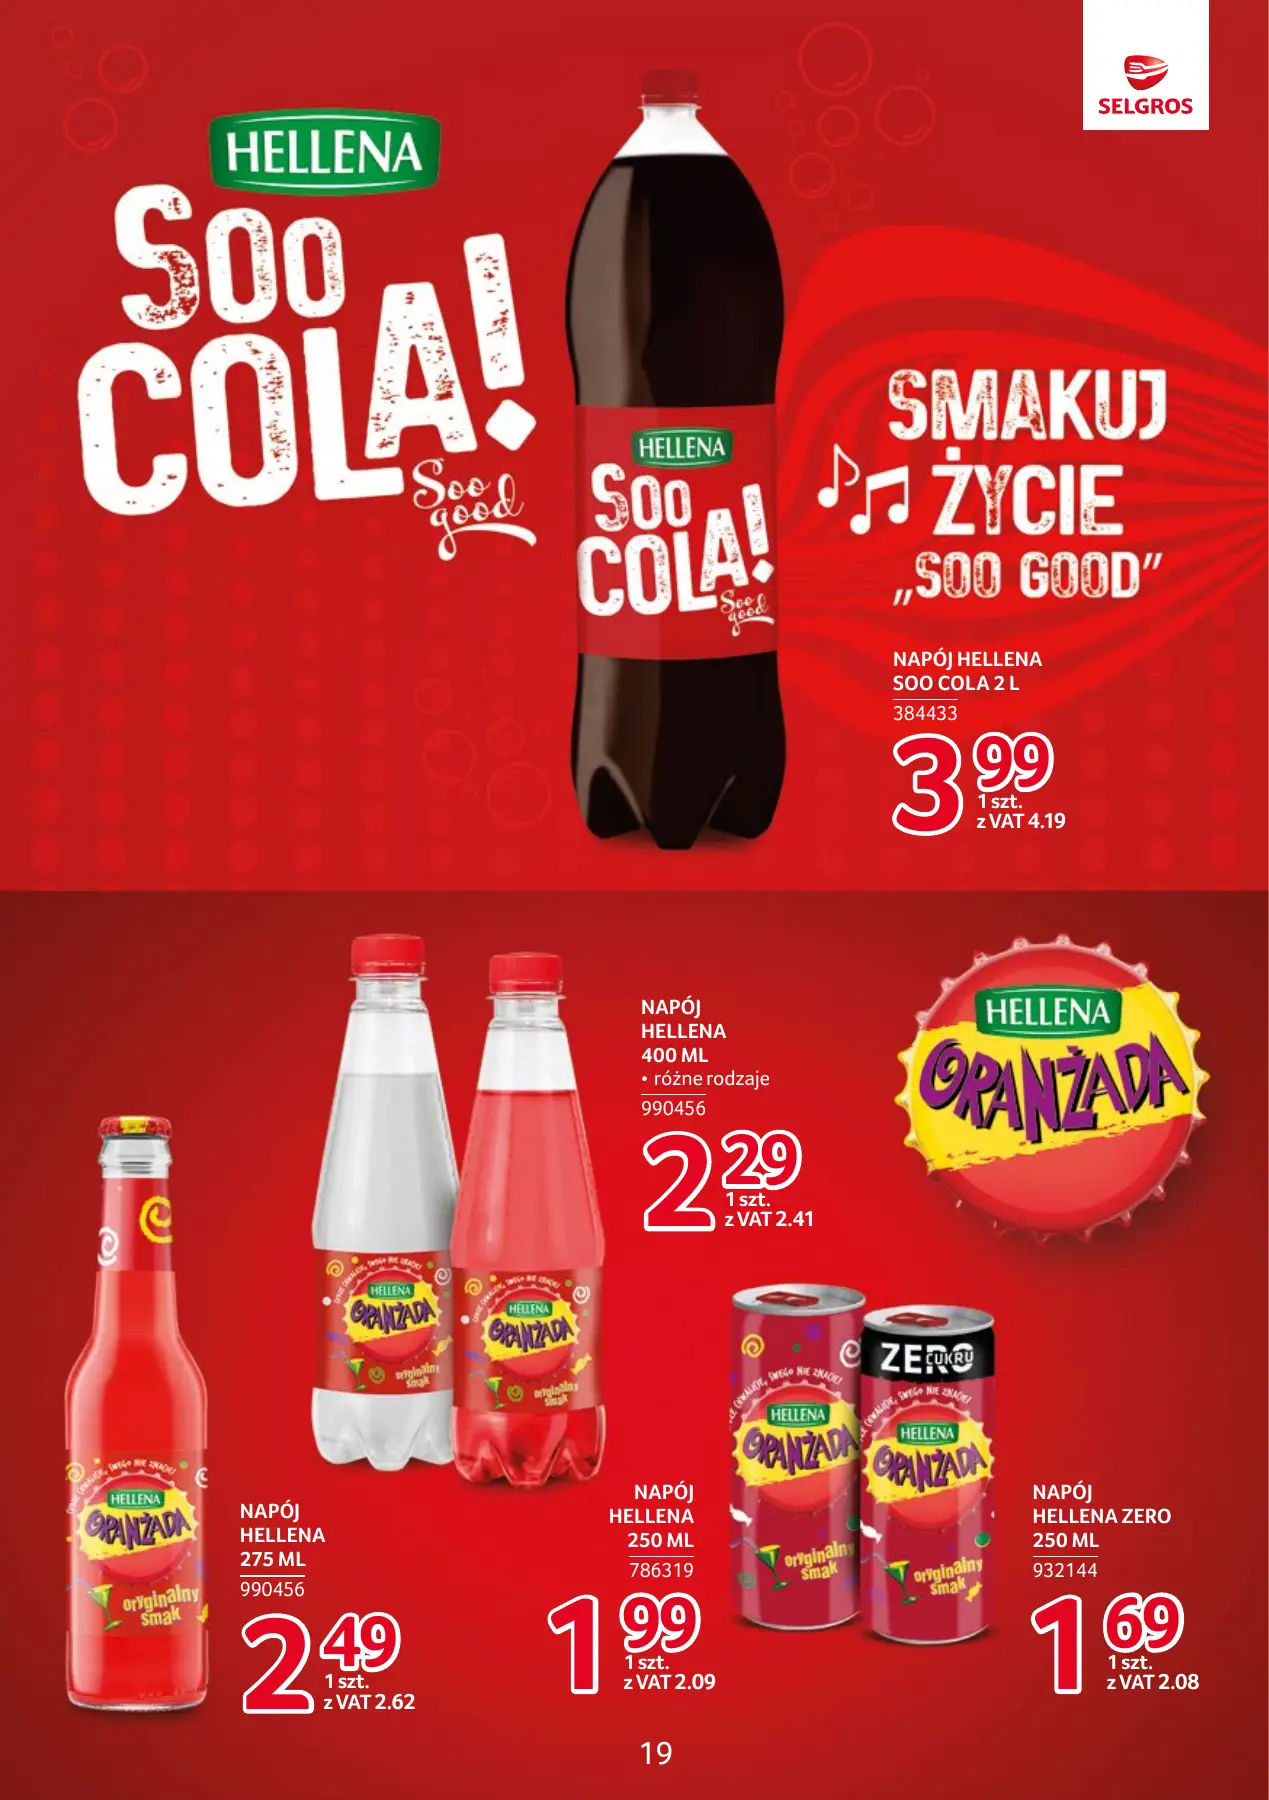 SELGROS
HELLENA
SOO
COLA!
Soo
good
HELLENA
SOO
COLA!
Soo
good
SMAKUJ
ŻYCIE
„SOO GOOD”
NAPÓJ HELLENA
SOO COLA 2 L
384433
3 99
1 szt.
z VAT 4.19
NAPÓJ
HELLENA
400 ML
• różne rodzaje
990456
2 29
1 szt.
z VAT 2.41
HELLENA
ORANŻADA
HELLENA
ORANŻADA
oryginalny
smak
HELLENA
ORANŻADA
oryginalny
smak
HELLENA
ORANŻADA
oryginalny
smak
NAPÓJ
HELLENA
275 ML
990456
2 49
1 szt.
z VAT 2.62
NAPÓJ
HELLENA
250 ML
786319
1 99
1 szt.
z VAT 2.09
HELLENA
ORANŻADA
oryginalny
smak
ZERO
CUKRU
HELLENA
ORANŻADA
oryginalny
smak
NAPÓJ
HELLENA ZERO
250 ML
932144
1 69
1 szt.
z VAT 2.08
19